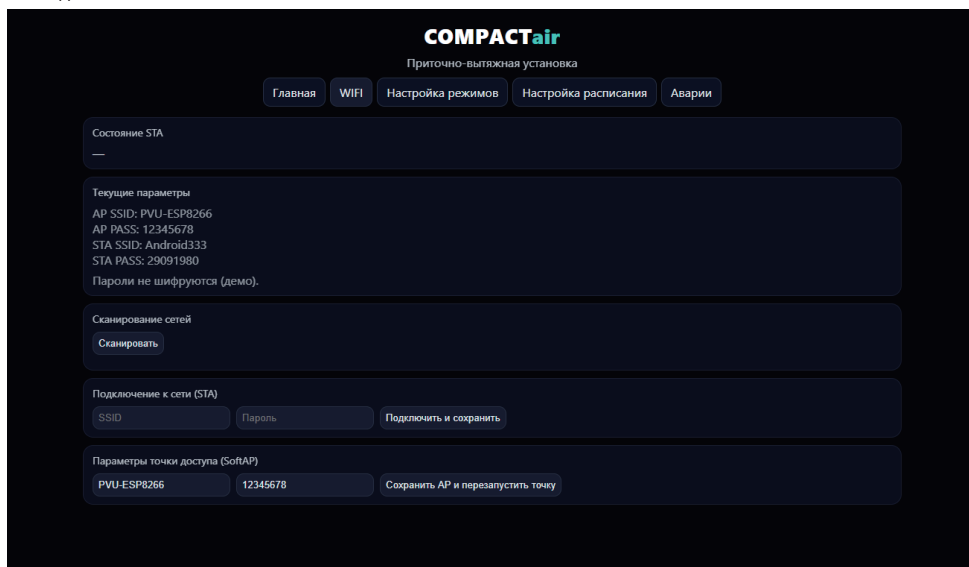 COMPACTair
Приточно-вытяжная установка
Главная WIFI Настройка режимов Настройка расписания Аварии
Состояние STA
—
Текущие параметры
AP SSID: PVU-ESP8266
AP PASS: 12345678
STA SSID: Android333
STA PASS: 29091980
Пароли не шифруются (демо).
Сканирование сетей
Сканировать
Подключение к сети (STA)
SSID Пароль Подключить и сохранить
Параметры точки доступа (SoftAP)
PVU-ESP8266 12345678 Сохранить AP и перезапустить точку